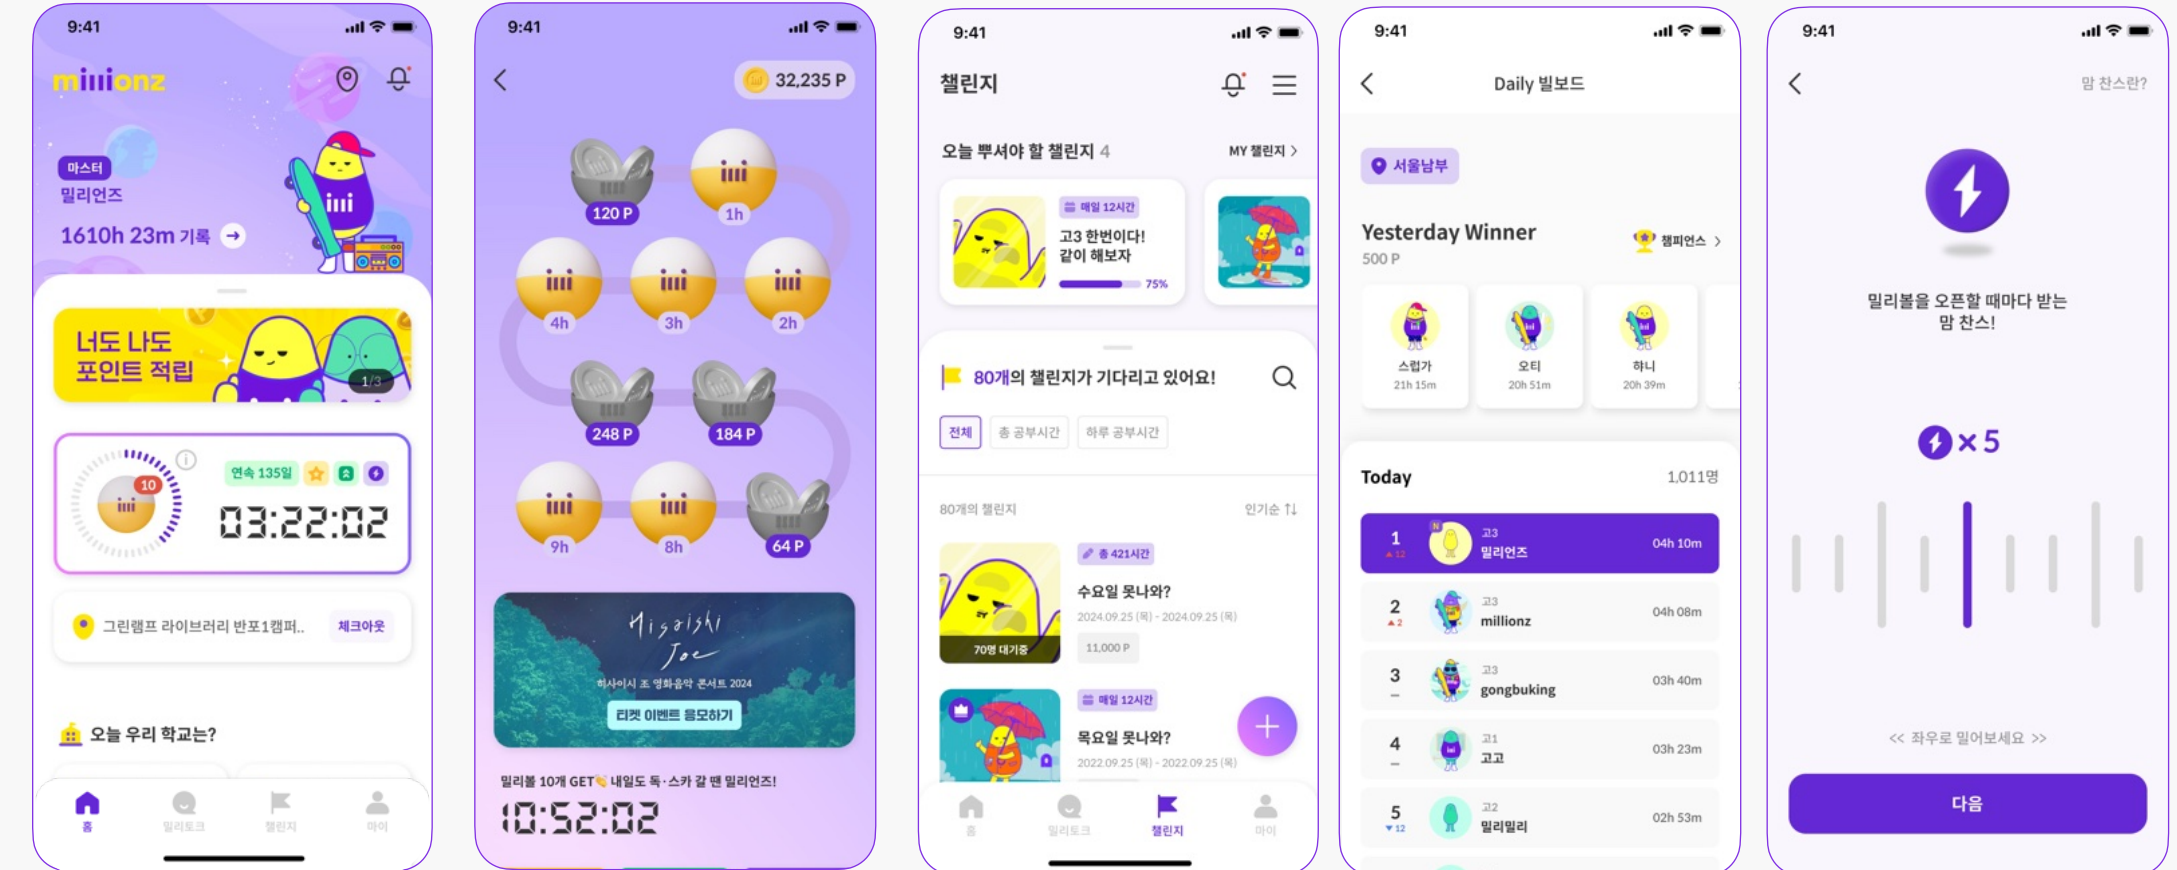 9:41
millionz
마스터
밀리언즈
1610h 23m 기록
너도 나도
포인트 적립
1/3
10
연속 135일
03:22:02
그린램프 라이브러리 반포1캠퍼..
체크아웃
오늘 우리 학교는?
홈
밀리토크
챌린지
마이
9:41
32,235 P
120 P
1h
4h
3h
2h
248 P
184 P
9h
8h
64 P
Hisaishi
Joe
히사이시 조 영화음악 콘서트 2024
티켓 이벤트 응모하기
밀리볼 10개 GET👏 내일도 독·스카 갈 땐 밀리언즈!
10:52:02
9:41
챌린지
오늘 뿌셔야 할 챌린지 4
MY 챌린지 >
매일 12시간
고3 한번이다!
같이 해보자
75%
80개의 챌린지가 기다리고 있어요!
전체
총 공부시간
하루 공부시간
80개의 챌린지
인기순
총 421시간
수요일 못나와?
2024.09.25 (목) - 2024.09.25 (목)
11,000 P
70명 대기중
매일 12시간
목요일 못나와?
2022.09.25 (목) - 2022.09.25 (목)
홈
밀리토크
챌린지
마이
9:41
Daily 빌보드
서울남부
Yesterday Winner
500 P
챔피언스 >
스럽가
21h 15m
오티
20h 51m
햐니
20h 39m
Today
1,011명
1
▲12
N
고3
밀리언즈
04h 10m
2
▲2
고3
millionz
04h 08m
3
–
고3
gongbuking
03h 40m
4
–
고1
고고
03h 23m
5
▼12
고2
밀리밀리
02h 53m
9:41
맘 찬스란?
밀리볼을 오픈할 때마다 받는
맘 찬스!
× 5
<< 좌우로 밀어보세요 >>
다음